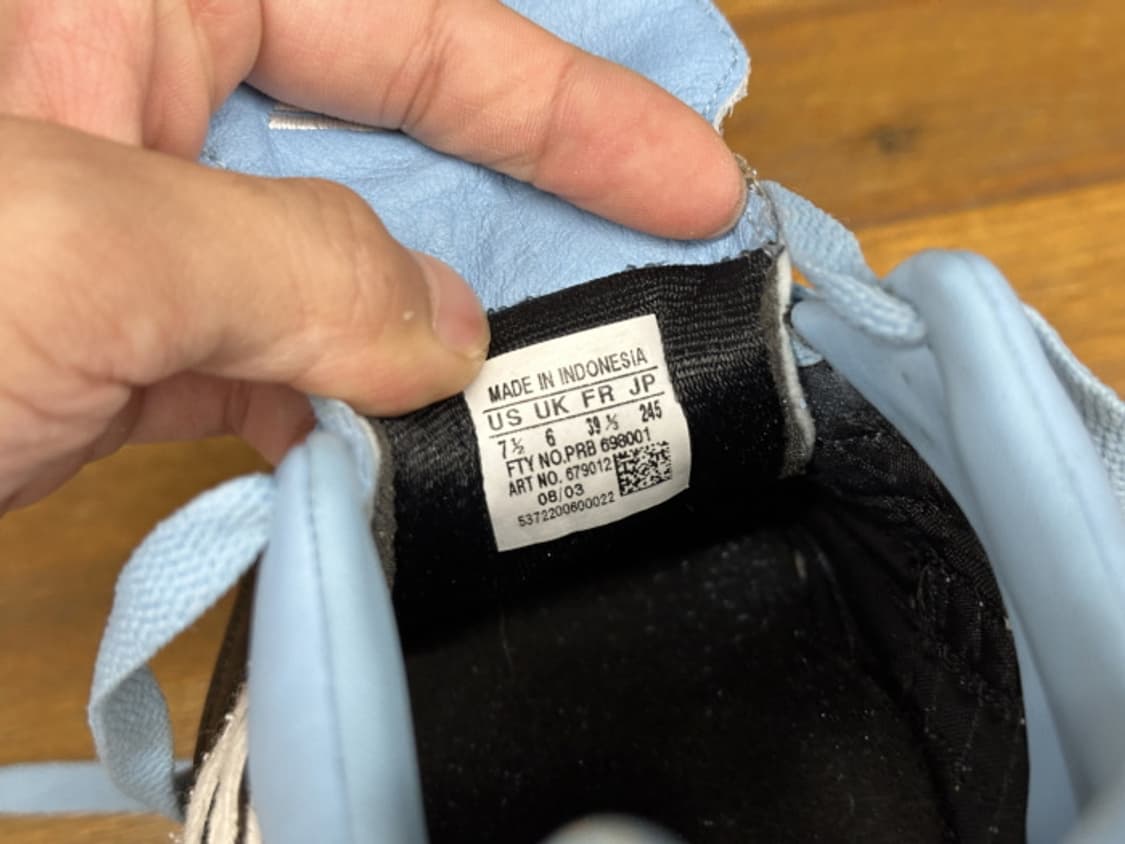 MADE IN INDONESIA
US UK FR JP
7½ 6 39⅓ 245
FTY NO.PRB 698001
ART NO. 679012
08/03
5372200600022